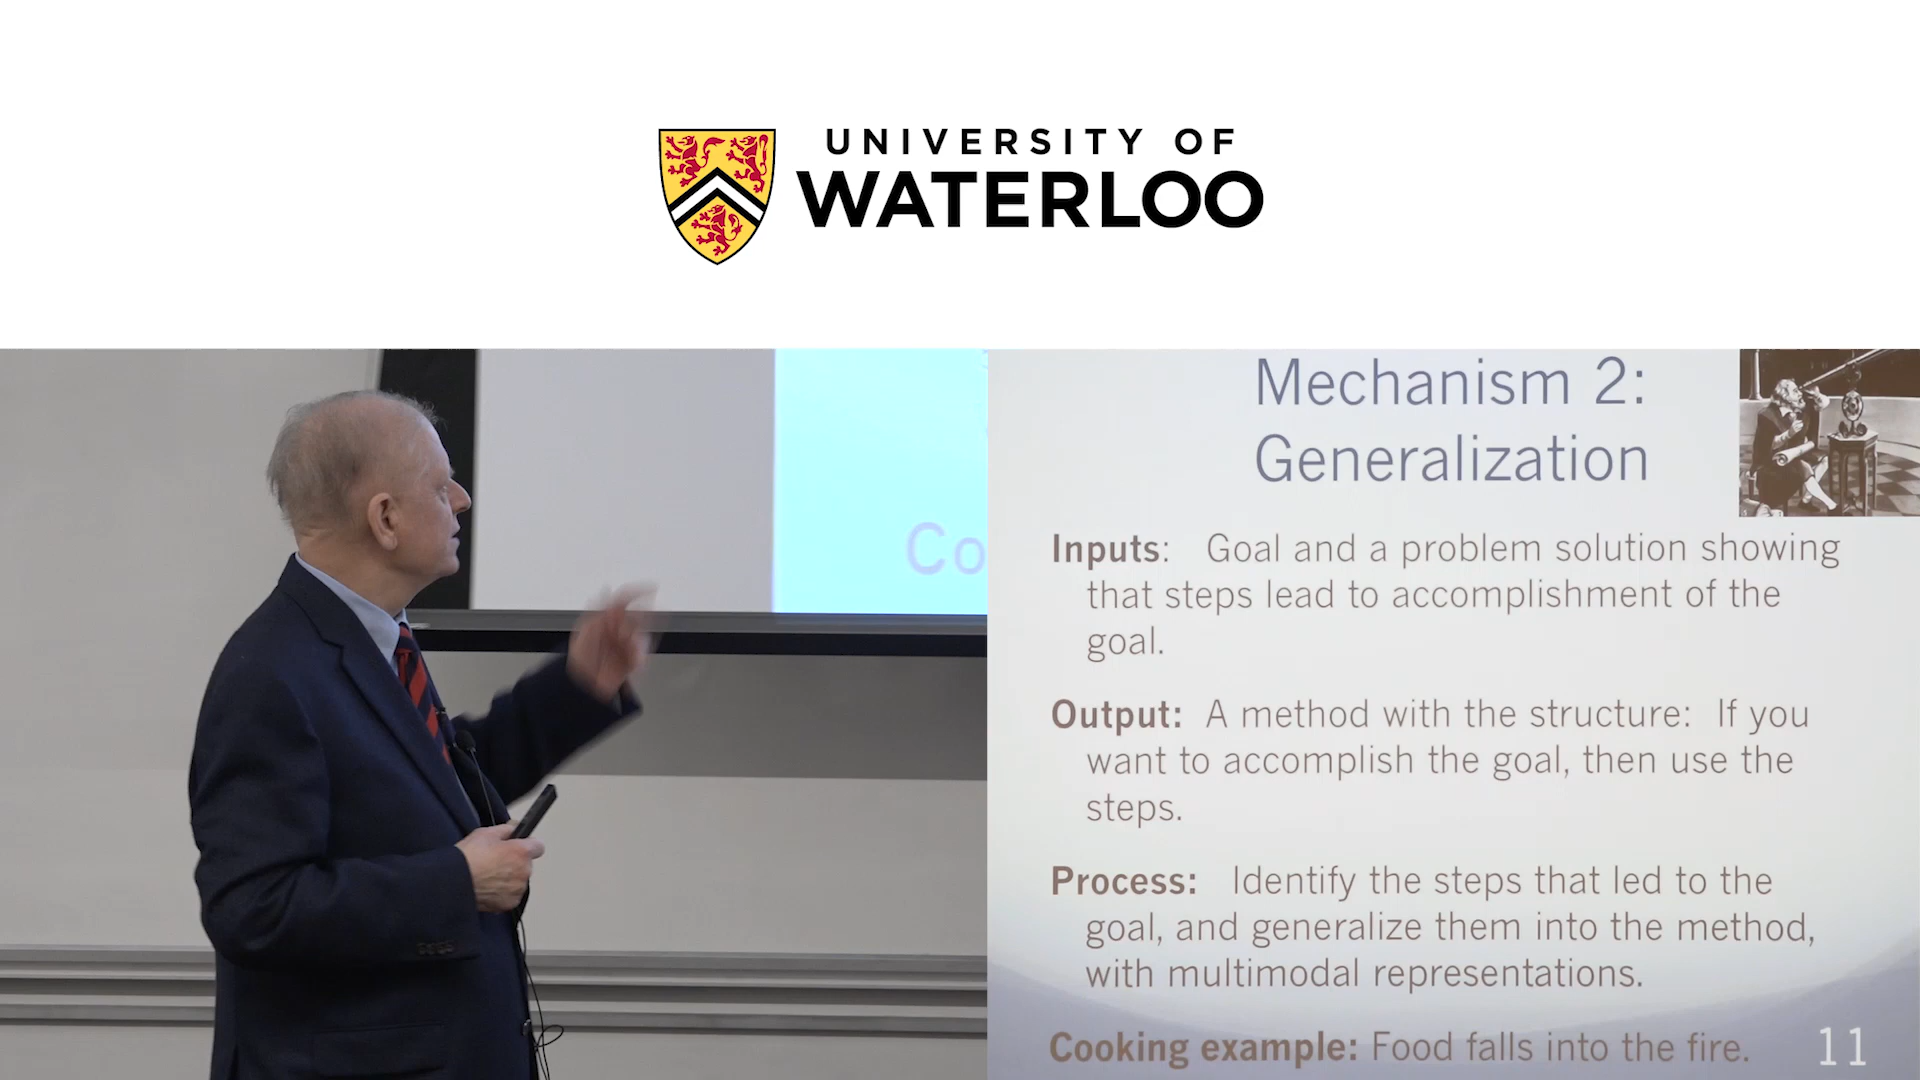 UNIVERSITY OF
WATERLOO
Co
Mechanism 2:
Generalization
Inputs: Goal and a problem solution showing
that steps lead to accomplishment of the
goal.
Output: A method with the structure: If you
want to accomplish the goal, then use the
steps.
Process: Identify the steps that led to the
goal, and generalize them into the method,
with multimodal representations.
Cooking example: Food falls into the fire.
11